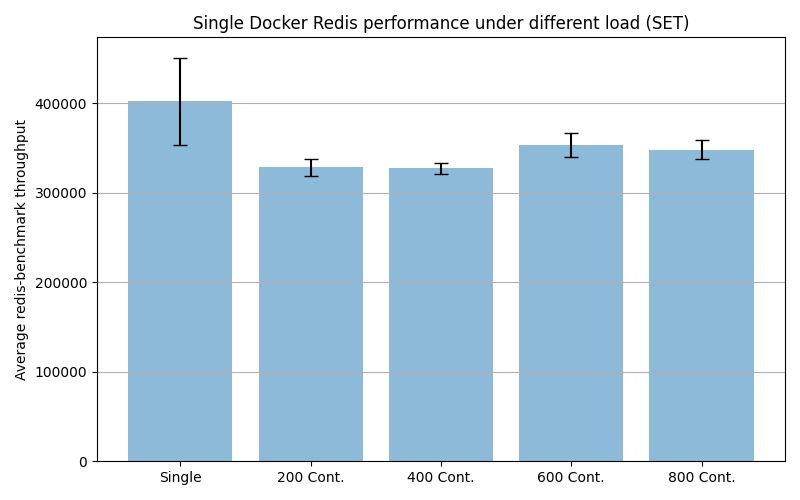 Single Docker Redis performance under different load (SET)
Average redis-benchmark throughput
400000
300000
200000
100000
0
Single 200 Cont. 400 Cont. 600 Cont. 800 Cont.